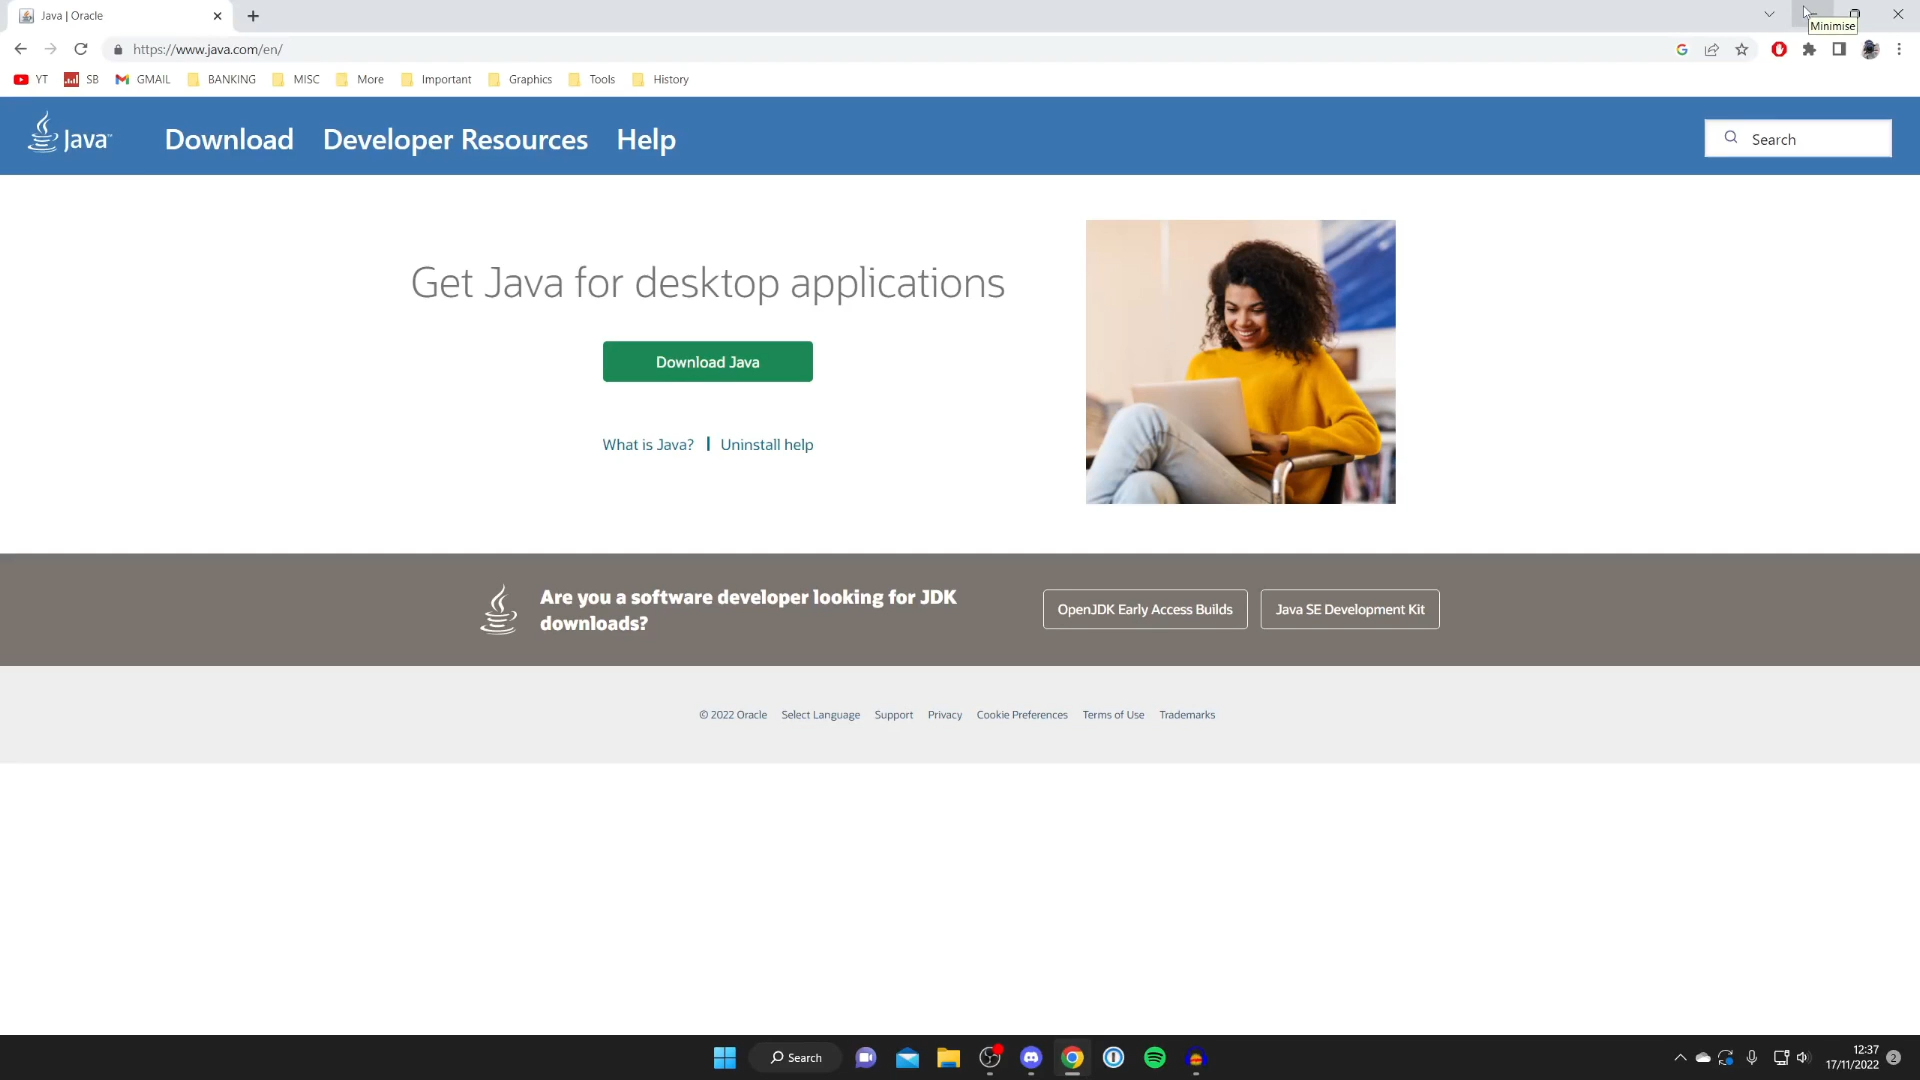 Java | Oracle
Minimise
https://www.java.com/en/
YT SB GMAIL BANKING MISC More Important Graphics Tools History
Java™ Download Developer Resources Help Search
Get Java for desktop applications
Download Java
What is Java? | Uninstall help
Are you a software developer looking for JDK
downloads?
OpenJDK Early Access Builds Java SE Development Kit
© 2022 Oracle Select Language Support Privacy Cookie Preferences Terms of Use Trademarks
Search
12:37
17/11/2022
2